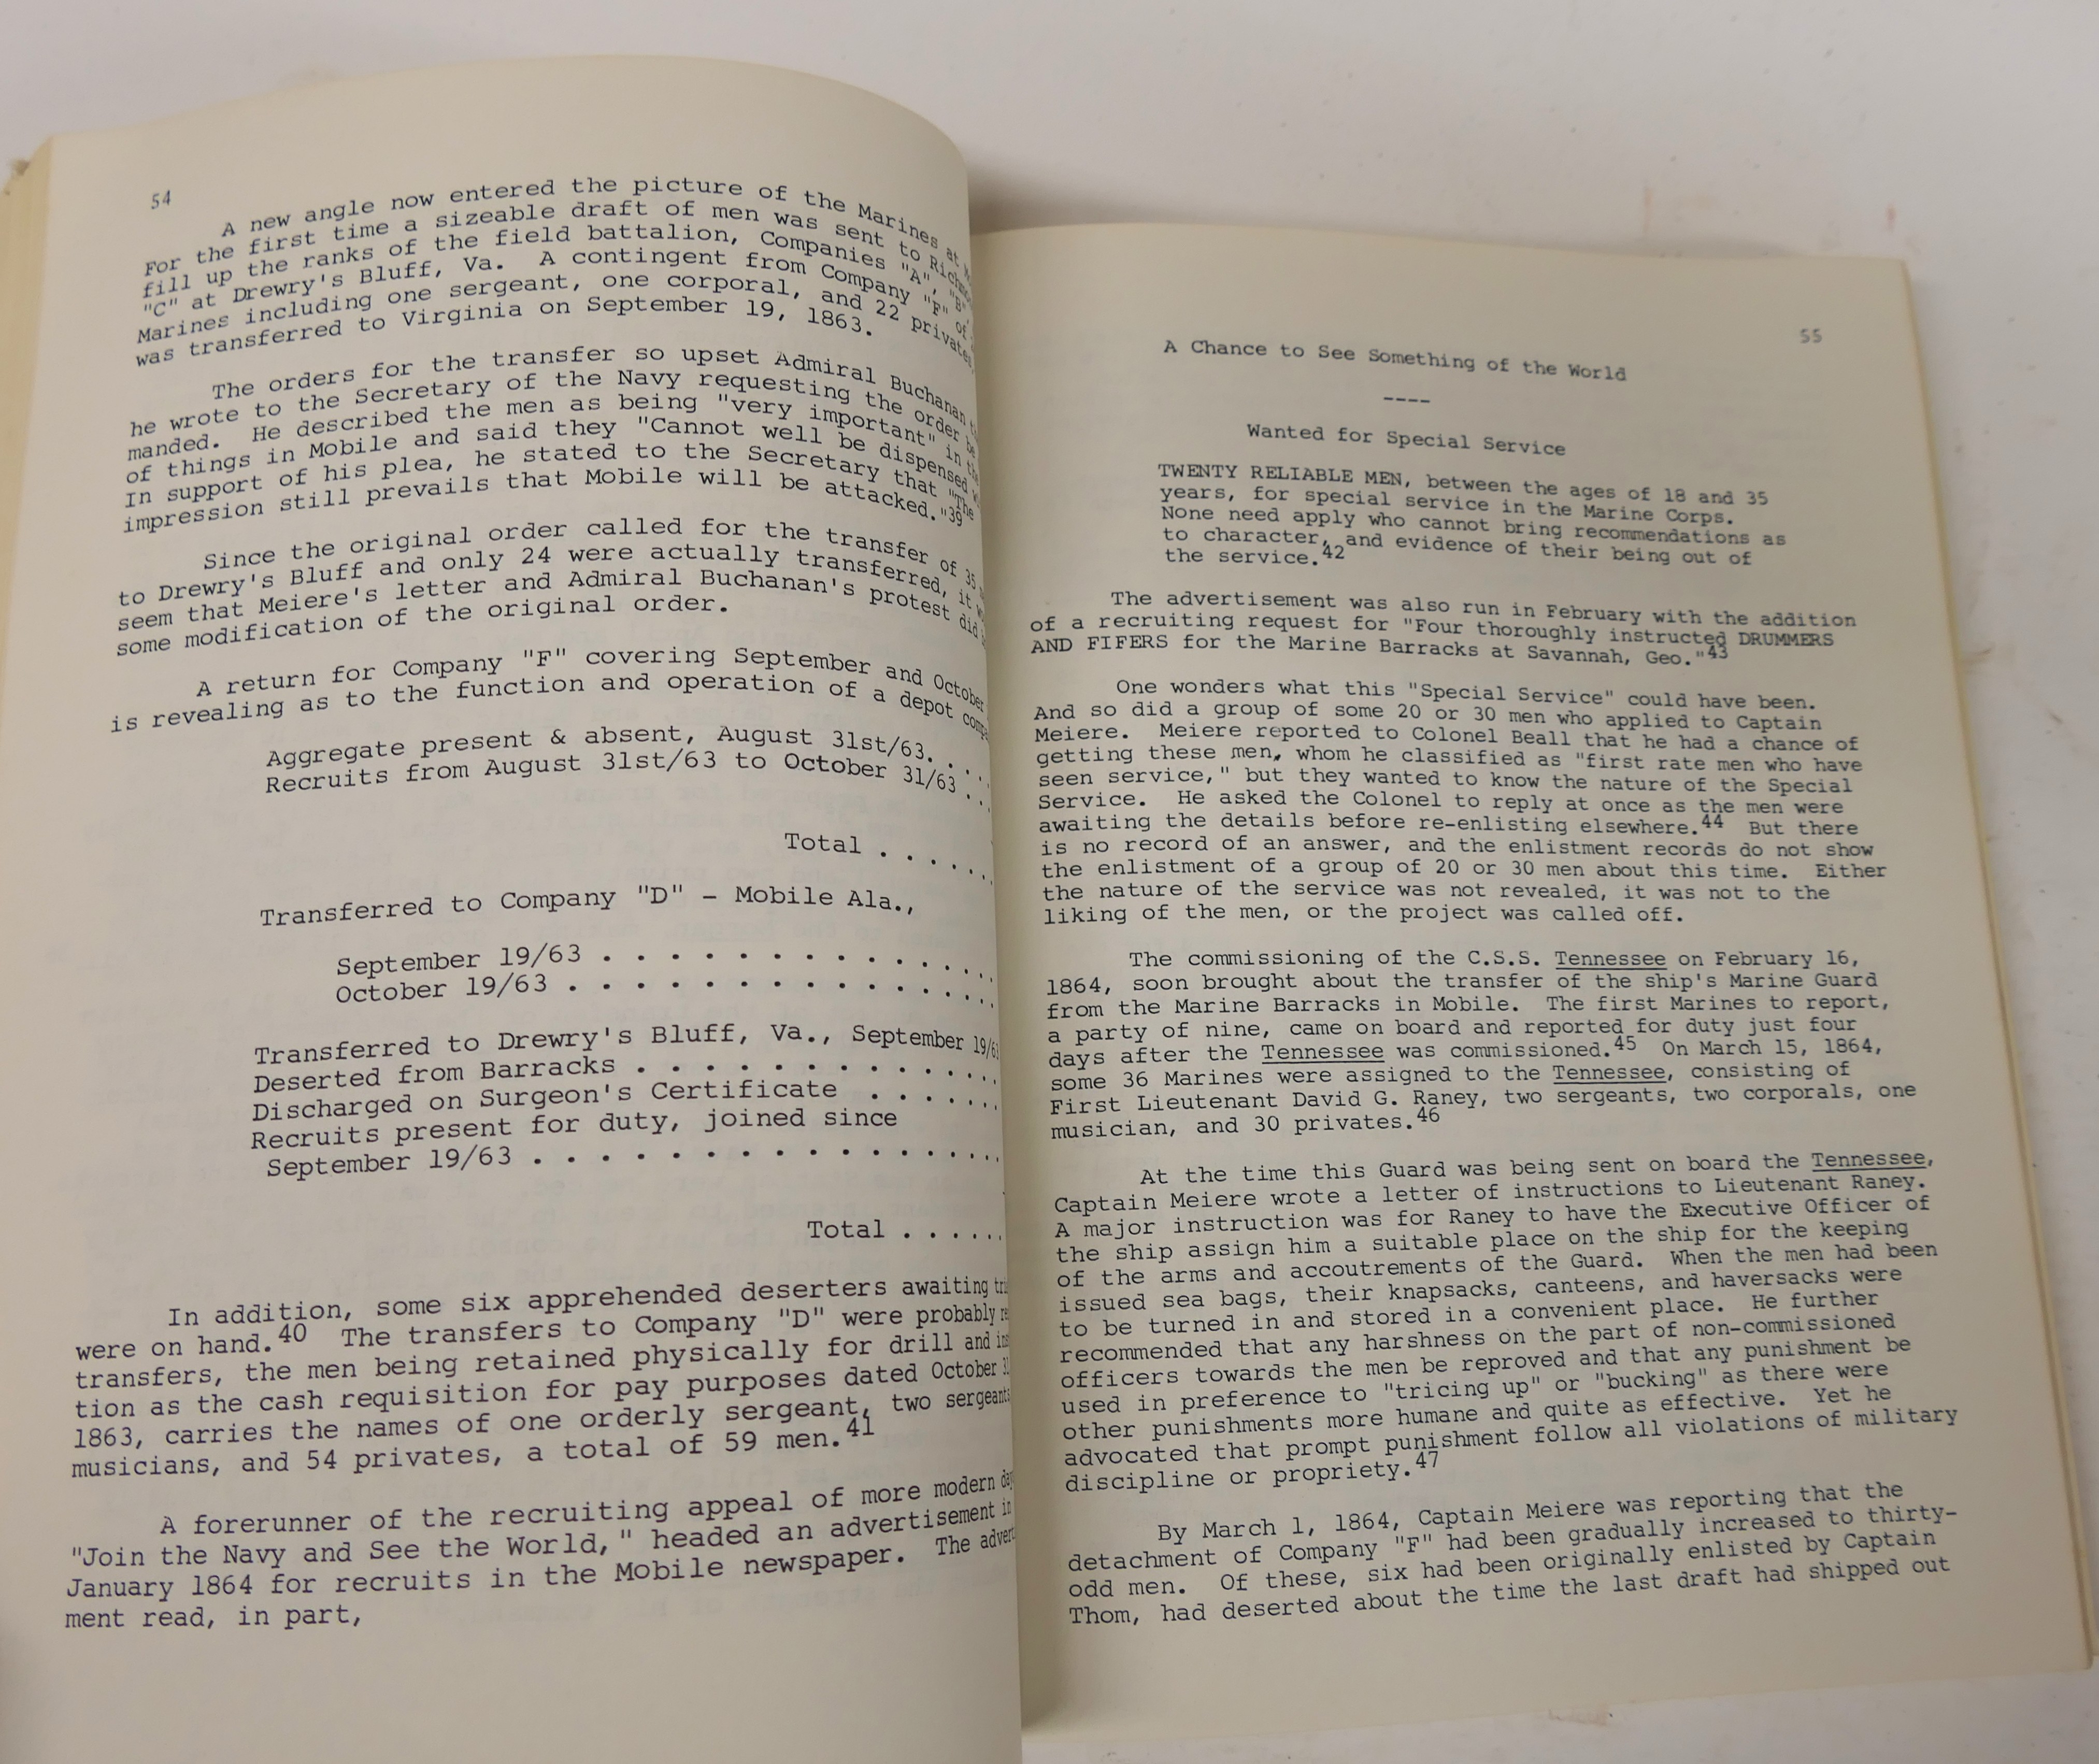 54
A new angle now entered the picture of the Marines at
For the first time a sizeable draft of men was sent to
fill up the ranks of the field battalion, Companies "A", "B",
"C" at Drewry's Bluff, Va. A contingent from Company "F" of
Marines including one sergeant, one corporal, and 22 privates
was transferred to Virginia on September 19, 1863.
The orders for the transfer so upset Admiral Buchanan
he wrote to the Secretary of the Navy requesting the order be
manded. He described the men as being "very important" in the
of things in Mobile and said they "Cannot well be dispensed
In support of his plea, he stated to the Secretary that "The
impression still prevails that Mobile will be attacked."39
Since the original order called for the transfer of 35
to Drewry's Bluff and only 24 were actually transferred, it
seem that Meiere's letter and Admiral Buchanan's protest did
some modification of the original order.
A return for Company "F" covering September and October
is revealing as to the function and operation of a depot
Aggregate present & absent, August 31st/63. . . .
Recruits from August 31st/63 to October 31/63 . . .
Total . . . . . .
Transferred to Company "D" - Mobile Ala.,
September 19/63 . . . . . . . . . . . . .
October 19/63 . . . . . . . . . . . . . .
Transferred to Drewry's Bluff, Va., September 19/63
Deserted from Barracks . . . . . . . . . . .
Discharged on Surgeon's Certificate . . . . . .
Recruits present for duty, joined since
September 19/63 . . . . . . . . . . . . . . .
Total . . . . . .
In addition, some six apprehended deserters awaiting
were on hand.40 The transfers to Company "D" were probably
transfers, the men being retained physically for drill and
tion as the cash requisition for pay purposes dated October
1863, carries the names of one orderly sergeant, two sergeants
musicians, and 54 privates, a total of 59 men.41
A forerunner of the recruiting appeal of more modern
"Join the Navy and See the World," headed an advertisement in
January 1864 for recruits in the Mobile newspaper. The advert
ment read, in part,
55
A Chance to See Something of the World
----
Wanted for Special Service
TWENTY RELIABLE MEN, between the ages of 18 and 35
years, for special service in the Marine Corps.
None need apply who cannot bring recommendations as
to character, and evidence of their being out of
the service.42
The advertisement was also run in February with the addition
of a recruiting request for "Four thoroughly instructed DRUMMERS
AND FIFERS for the Marine Barracks at Savannah, Geo."43
One wonders what this "Special Service" could have been.
And so did a group of some 20 or 30 men who applied to Captain
Meiere. Meiere reported to Colonel Beall that he had a chance of
getting these men, whom he classified as "first rate men who have
seen service," but they wanted to know the nature of the Special
Service. He asked the Colonel to reply at once as the men were
awaiting the details before re-enlisting elsewhere.44 But there
is no record of an answer, and the enlistment records do not show
the enlistment of a group of 20 or 30 men about this time. Either
the nature of the service was not revealed, it was not to the
liking of the men, or the project was called off.
The commissioning of the C.S.S. Tennessee on February 16,
1864, soon brought about the transfer of the ship's Marine Guard
from the Marine Barracks in Mobile. The first Marines to report,
a party of nine, came on board and reported for duty just four
days after the Tennessee was commissioned.45 On March 15, 1864,
some 36 Marines were assigned to the Tennessee, consisting of
First Lieutenant David G. Raney, two sergeants, two corporals, one
musician, and 30 privates.46
At the time this Guard was being sent on board the Tennessee,
Captain Meiere wrote a letter of instructions to Lieutenant Raney.
A major instruction was for Raney to have the Executive Officer of
the ship assign him a suitable place on the ship for the keeping
of the arms and accoutrements of the Guard. When the men had been
issued sea bags, their knapsacks, canteens, and haversacks were
to be turned in and stored in a convenient place. He further
recommended that any harshness on the part of non-commissioned
officers towards the men be reproved and that any punishment be
used in preference to "tricing up" or "bucking" as there were
other punishments more humane and quite as effective. Yet he
advocated that prompt punishment follow all violations of military
discipline or propriety.47
By March 1, 1864, Captain Meiere was reporting that the
detachment of Company "F" had been gradually increased to thirty-
odd men. Of these, six had been originally enlisted by Captain
Thom, had deserted about the time the last draft had shipped out